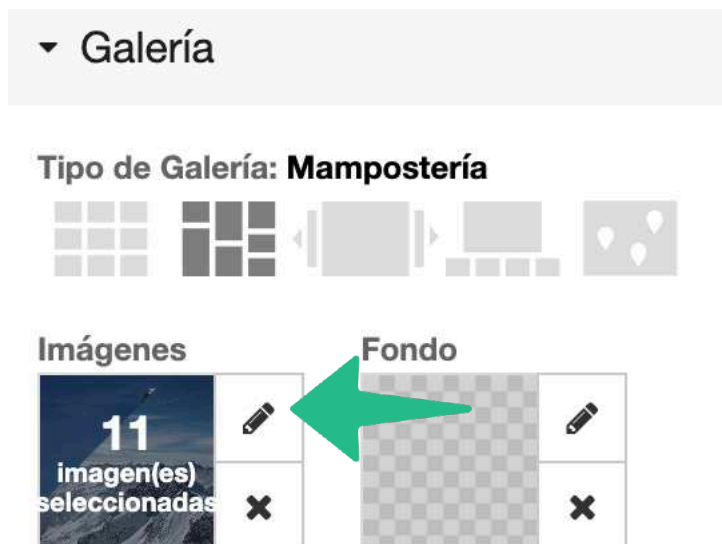 Galería
Tipo de Galería: Mampostería
Imágenes
Fondo
11
imagen(es)
seleccionadas